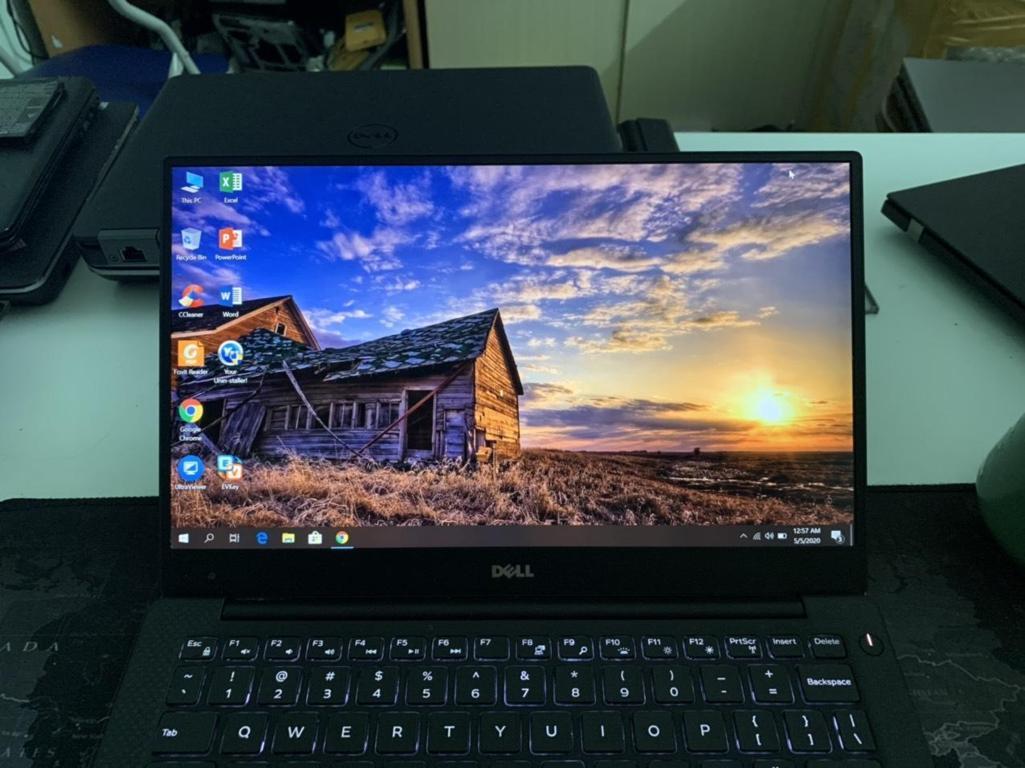 DELL
This PC
Excel
Recycle Bin
PowerPoint
CCleaner
Word
Foxit Reader
Your
Unin-staller!
Google
Chrome
UltraViewer
EVKey
12:57 AM
5/5/2020
DELL
Esc F1 F2 F3 F4 F5 F6 F7 F8 F9 F10 F11 F12 PrtScr Insert Delete
~ ! @ # $ % ^ & * ( ) _ +
` 1 2 3 4 5 6 7 8 9 0 - = Backspace
Tab Q W E R T Y U I O P { } |
[ ] \
ADA